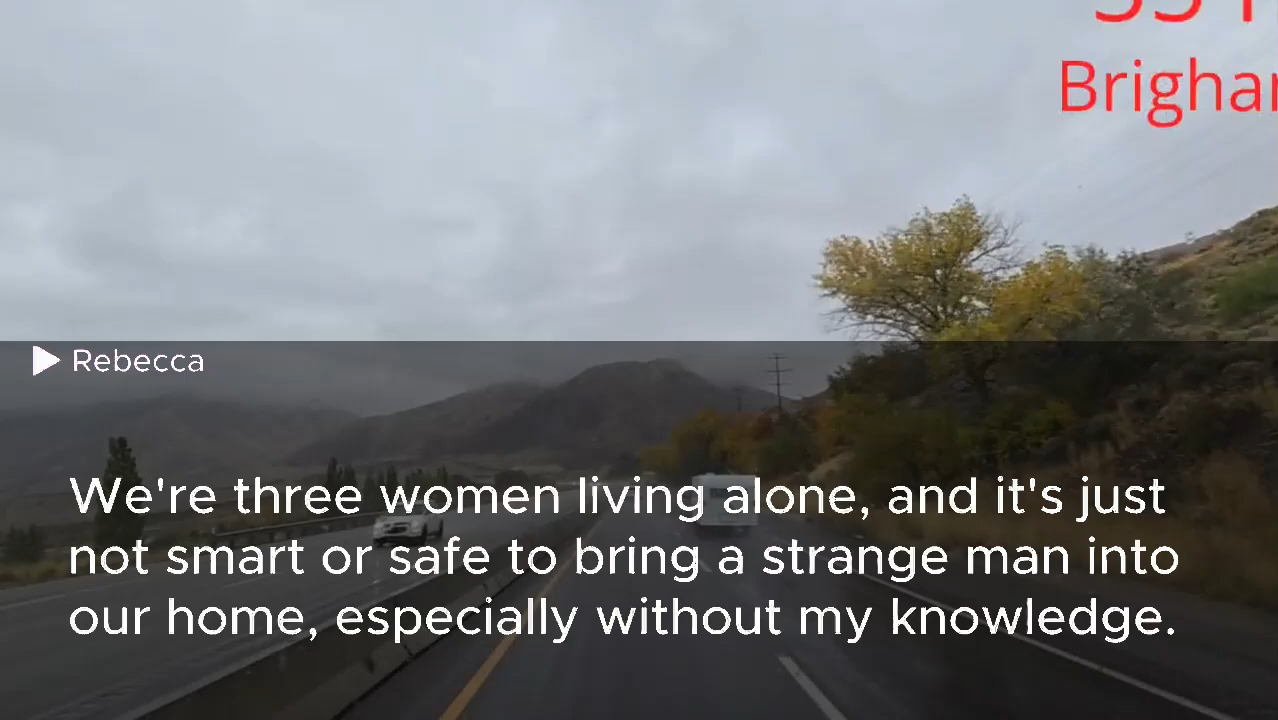 Brigha
Rebecca
We're three women living alone, and it's just
not smart or safe to bring a strange man into
our home, especially without my knowledge.